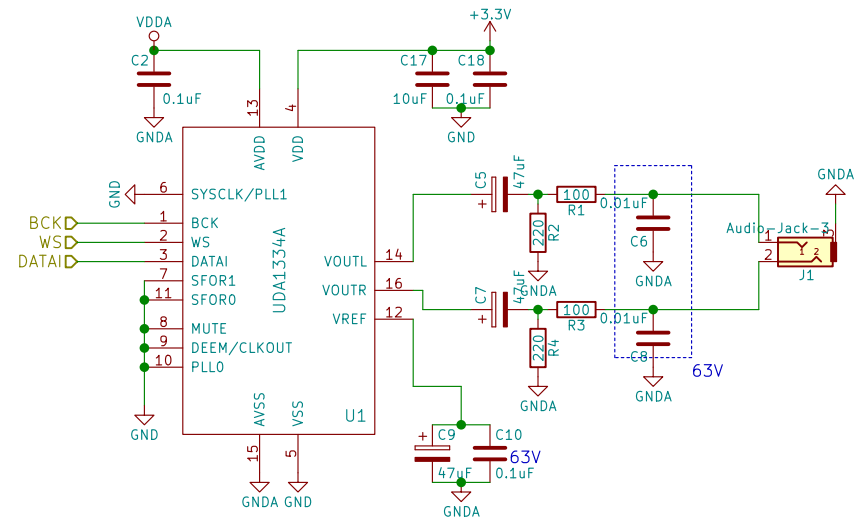 VDDA
+3.3V
C2
C17
C18
0.1uF
10uF
0.1uF
GNDA
GND
13
4
AVDD
VDD
GND
6
SYSCLK/PLL1
BCK
1
BCK
WS
2
WS
DATAI
3
DATAI
7
SFOR1
11
SFOR0
8
MUTE
9
DEEM/CLKOUT
10
PLL0
GND
UDA1334A
U1
VOUTL
14
VOUTR
16
VREF
12
AVSS
VSS
15
5
GNDA
GND
C5
47uF
+
100
R1
220
R2
GNDA
0.01uF
C6
GNDA
C7
47uF
+
100
R3
220
R4
GNDA
0.01uF
C8
GNDA
63V
GNDA
Audio-Jack-3
1
2
3
1
2
J1
+
C9
47uF
C10
63V
0.1uF
GNDA